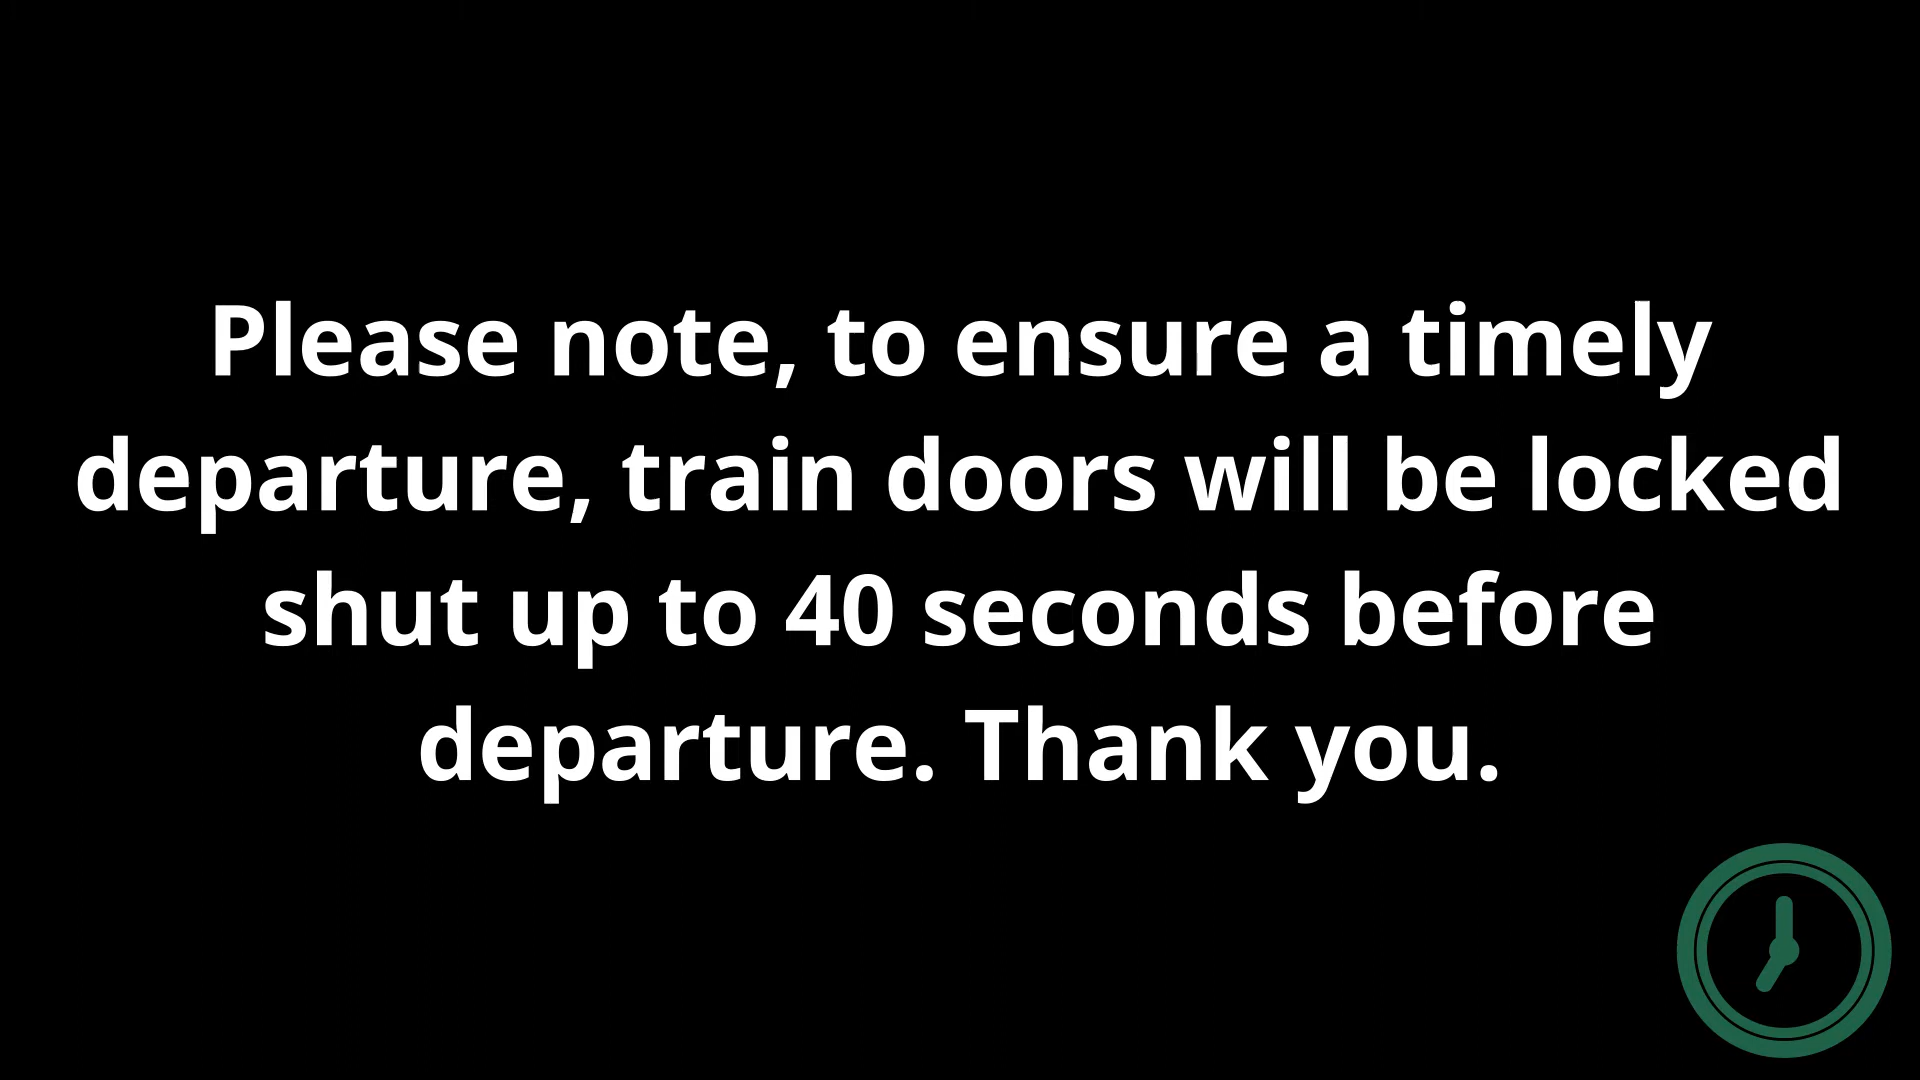 Please note, to ensure a timely
departure, train doors will be locked
shut up to 40 seconds before
departure. Thank you.